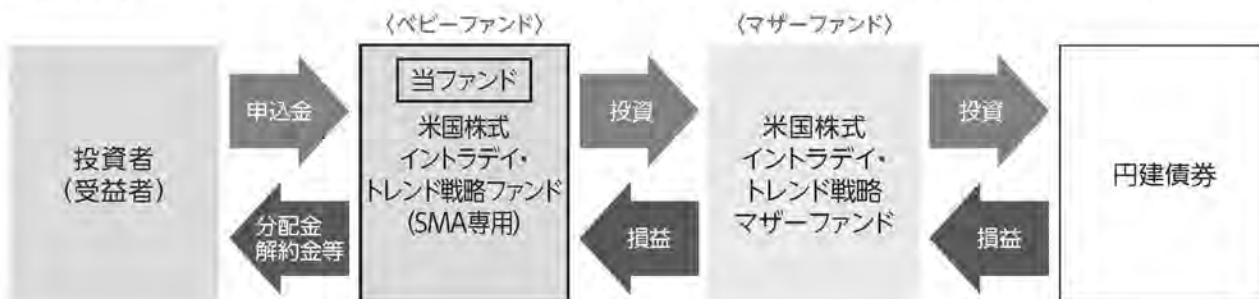 〈ベビーファンド〉
〈マザーファンド〉
投資者
(受益者)
申込金
分配金
解約金等
当ファンド
米国株式
イントラデイ・
トレンド戦略ファンド
(SMA専用)
投資
損益
米国株式
イントラデイ・
トレンド戦略
マザーファンド
投資
損益
円建債券